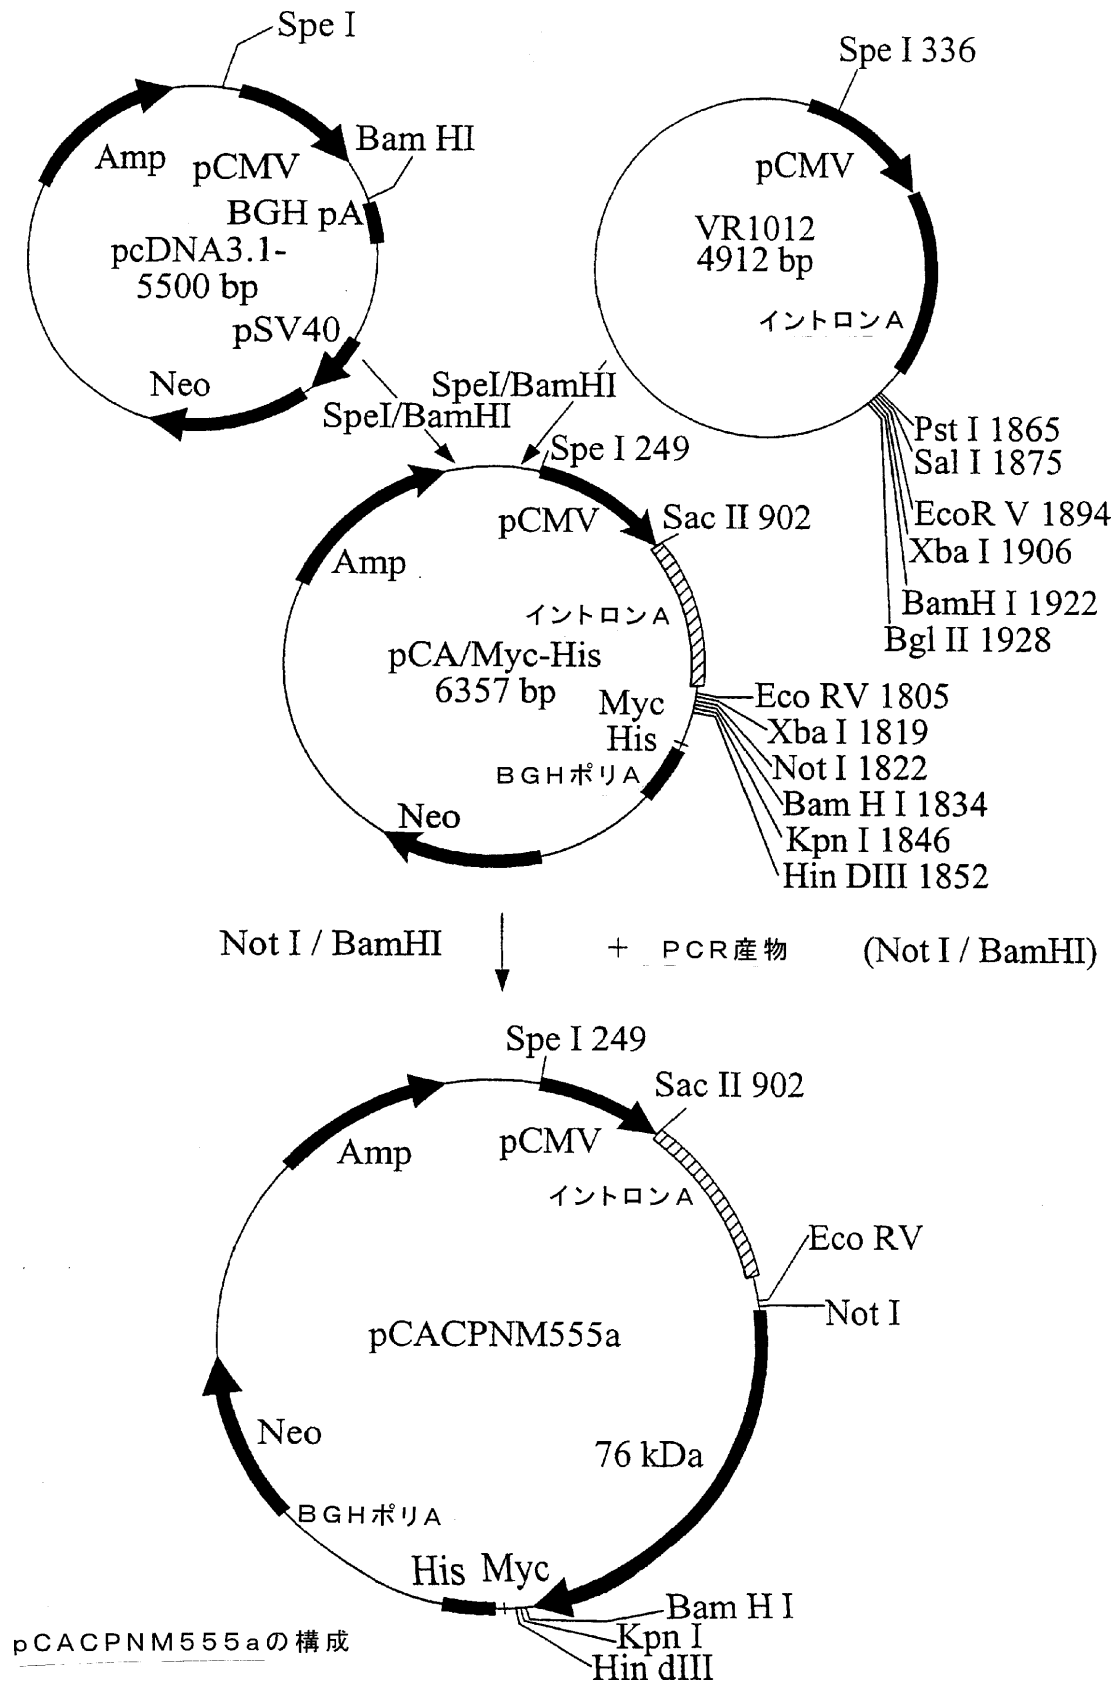 Spe I
Amp
pCMV
Bam HI
BGH pA
pcDNA3.1-
5500 bp
pSV40
Neo
SpeI/BamHI
Spe I 336
pCMV
VR1012
4912 bp
イントロンA
SpeI/BamHI
Pst I 1865
Sal I 1875
EcoR V 1894
Xba I 1906
BamH I 1922
Bgl II 1928
Spe I 249
pCMV
Sac II 902
Amp
イントロンA
pCA/Myc-His
6357 bp
Myc
His
BGHポリA
Neo
Eco RV 1805
Xba I 1819
Not I 1822
Bam H I 1834
Kpn I 1846
Hin DIII 1852
Not I / BamHI
+ PCR産物 (Not I / BamHI)
Spe I 249
Sac II 902
Amp
pCMV
イントロンA
Eco RV
Not I
pCACPNM555a
Neo
76 kDa
BGHポリA
His Myc
Bam H I
Kpn I
Hin dIII
pCACPNM555aの構成